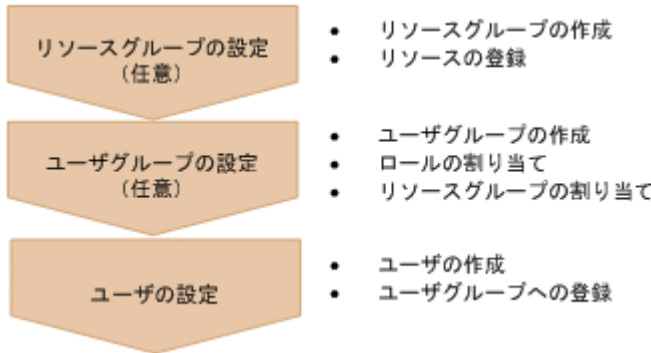 リソースグループの設定
(任意)
• リソースグループの作成
• リソースの登録
ユーザグループの設定
(任意)
• ユーザグループの作成
• ロールの割り当て
• リソースグループの割り当て
ユーザの設定
• ユーザの作成
• ユーザグループへの登録